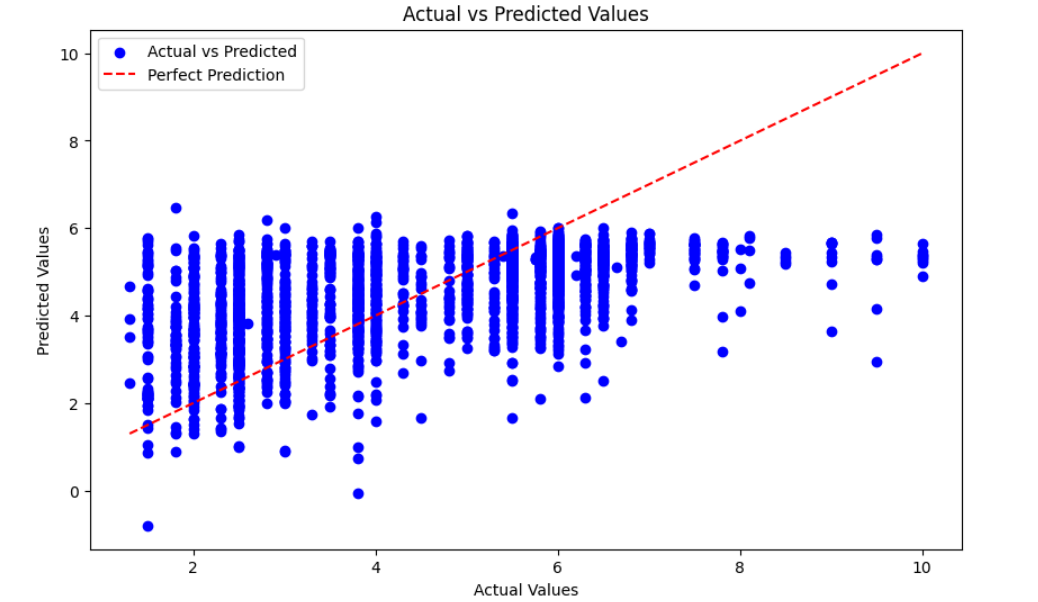 Actual vs Predicted Values
Actual vs Predicted
Perfect Prediction
10
8
6
4
2
0
Predicted Values
2 4 6 8 10
Actual Values